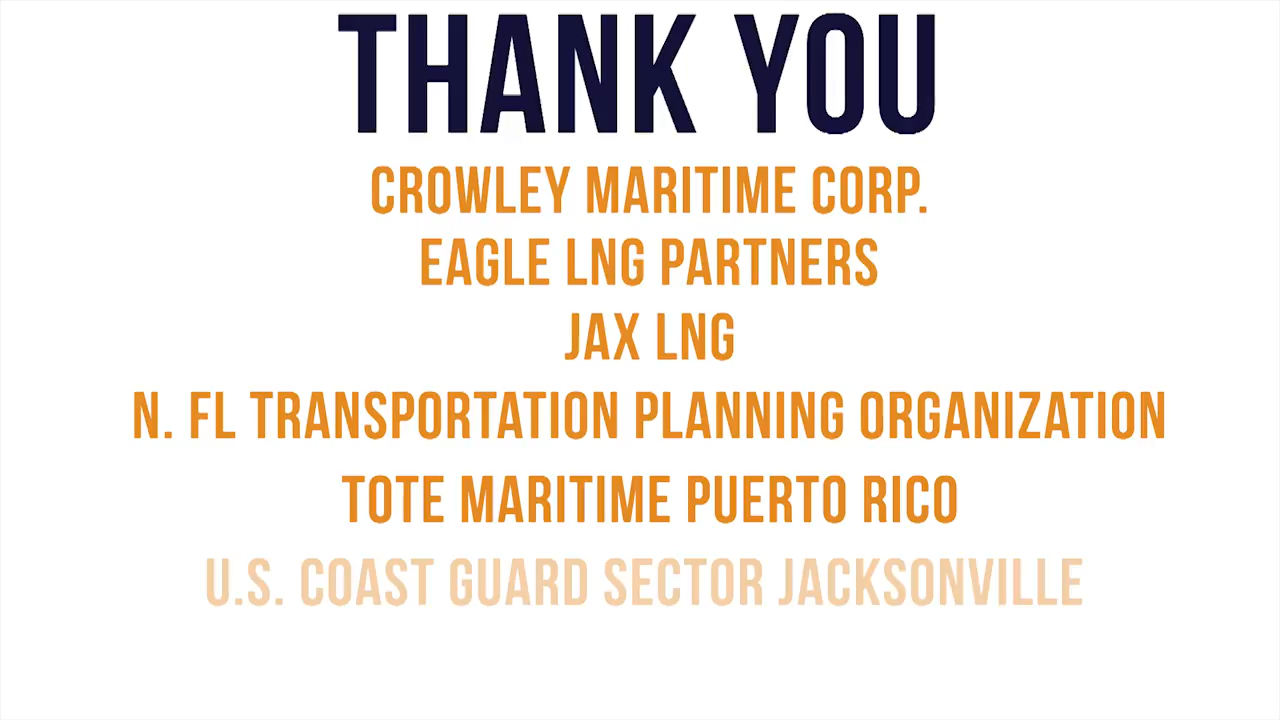 THANK YOU
CROWLEY MARITIME CORP.
EAGLE LNG PARTNERS
JAX LNG
N. FL TRANSPORTATION PLANNING ORGANIZATION
TOTE MARITIME PUERTO RICO
U.S. COAST GUARD SECTOR JACKSONVILLE